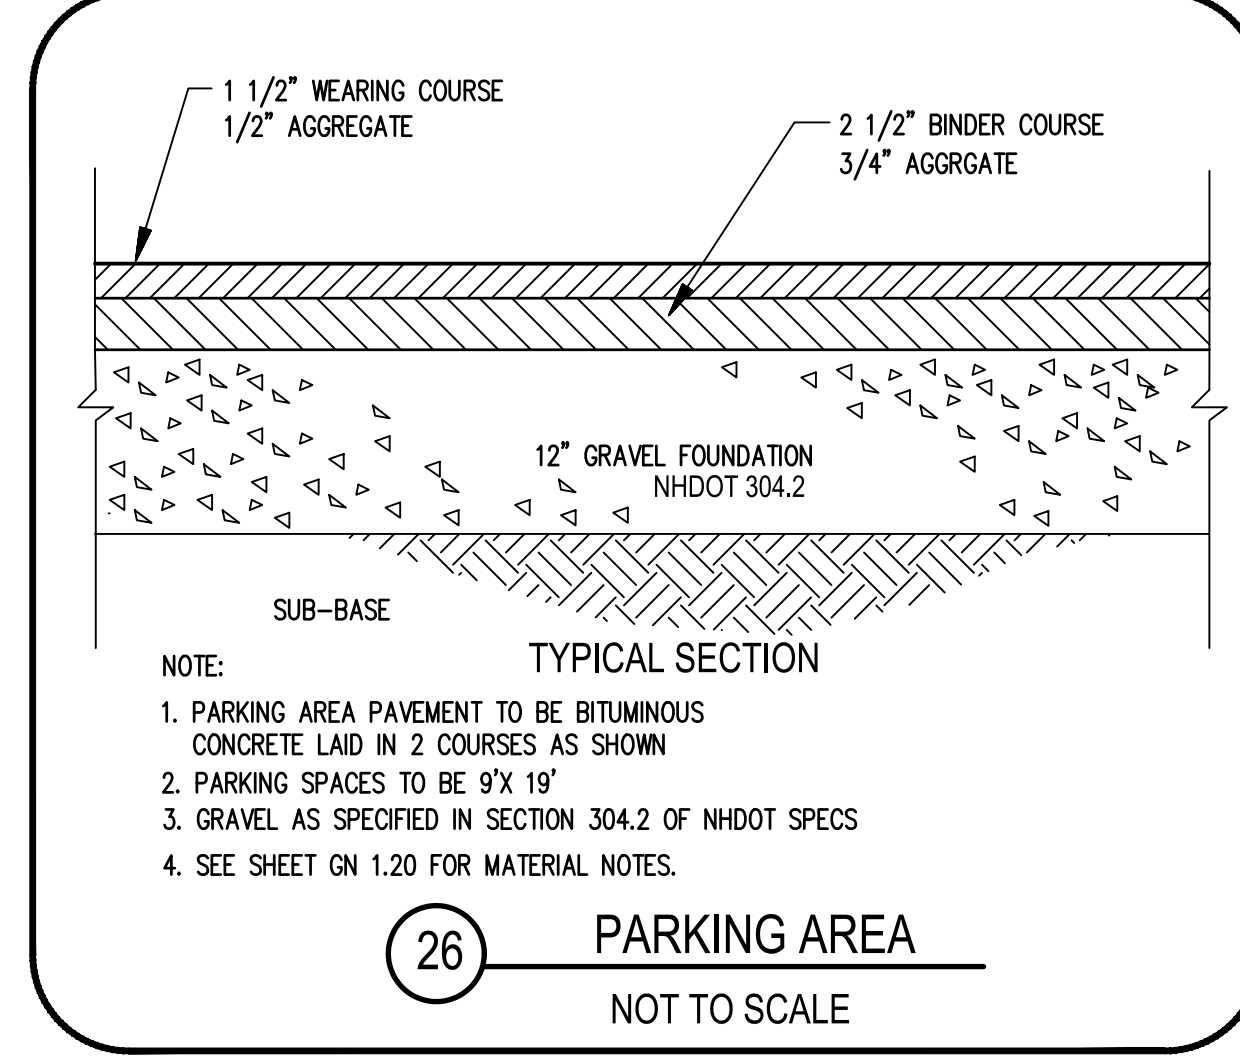 1 1/2" WEARING COURSE
1/2" AGGREGATE
2 1/2" BINDER COURSE
3/4" AGGRGATE
12" GRAVEL FOUNDATION
NHDOT 304.2
SUB-BASE
TYPICAL SECTION
NOTE:
1. PARKING AREA PAVEMENT TO BE BITUMINOUS
CONCRETE LAID IN 2 COURSES AS SHOWN
2. PARKING SPACES TO BE 9'X 19'
3. GRAVEL AS SPECIFIED IN SECTION 304.2 OF NHDOT SPECS
4. SEE SHEET GN 1.20 FOR MATERIAL NOTES.
26 PARKING AREA
NOT TO SCALE